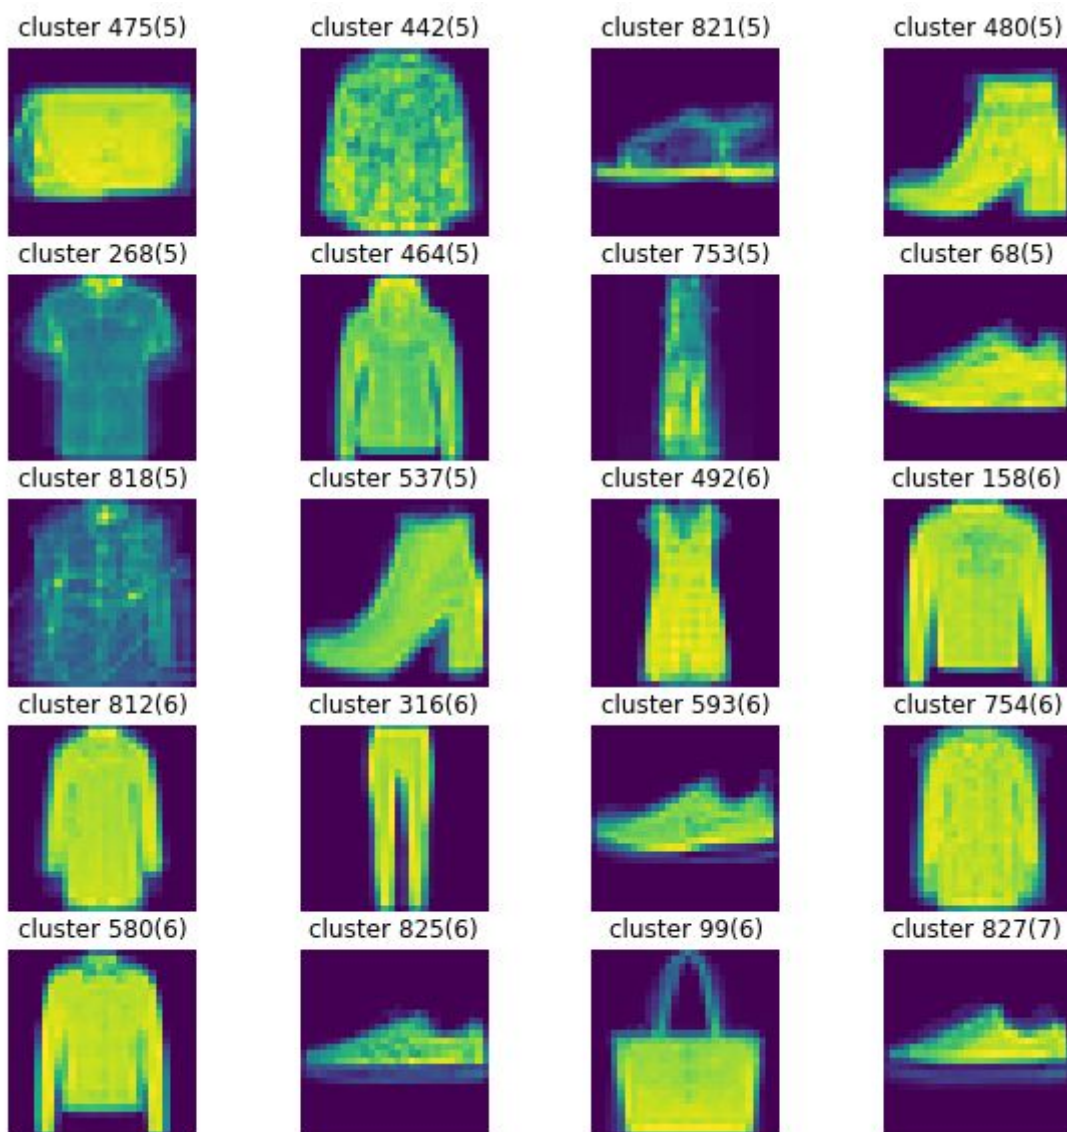 cluster 475(5) cluster 442(5) cluster 821(5) cluster 480(5)
cluster 268(5) cluster 464(5) cluster 753(5) cluster 68(5)
cluster 818(5) cluster 537(5) cluster 492(6) cluster 158(6)
cluster 812(6) cluster 316(6) cluster 593(6) cluster 754(6)
cluster 580(6) cluster 825(6) cluster 99(6) cluster 827(7)